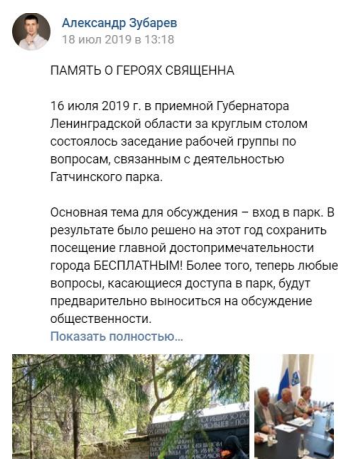 Александр Зубарев
18 июл 2019 в 13:18
ПАМЯТЬ О ГЕРОЯХ СВЯЩЕННА
16 июля 2019 г. в приемной Губернатора
Ленинградской области за круглым столом
состоялось заседание рабочей группы по
вопросам, связанным с деятельностью
Гатчинского парка.
Основная тема для обсуждения – вход в парк. В
результате было решено на этот год сохранить
посещение главной достопримечательности
города БЕСПЛАТНЫМ! Более того, теперь любые
вопросы, касающиеся доступа в парк, будут
предварительно выноситься на обсуждение
общественности.
Показать полностью…